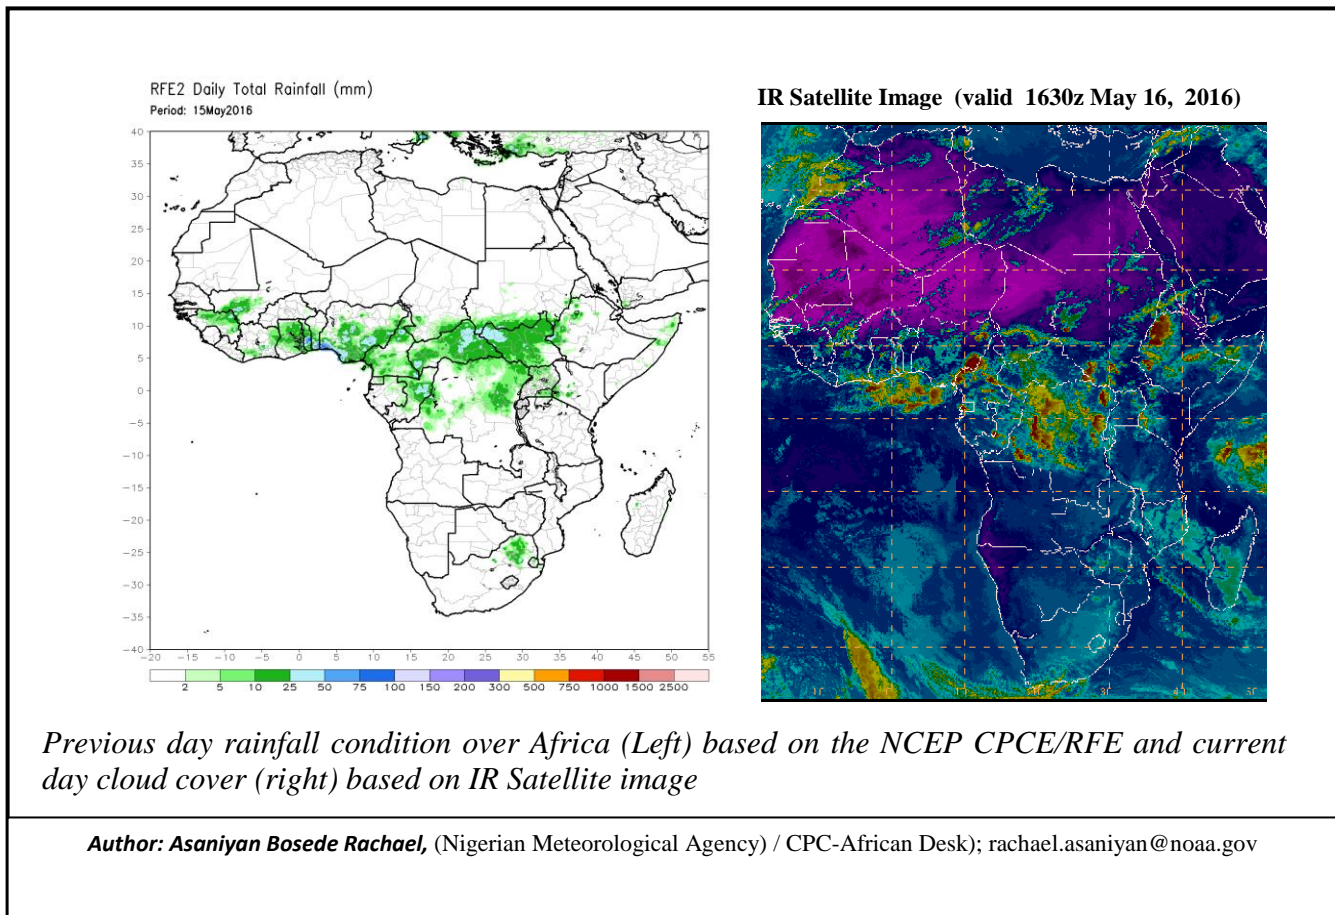 RFE2 Daily Total Rainfall (mm)
Period: 15May2016
IR Satellite Image (valid 1630z May 16, 2016)
40
35
30
25
20
15
10
5
0
-5
-10
-15
-20
-25
-30
-35
-40
-20 -15 -10 -5 0 5 10 15 20 25 30 35 40 45 50 55
2 5 10 25 50 75 100 150 200 300 500 750 1000 1500 2500
Previous day rainfall condition over Africa (Left) based on the NCEP CPCE/RFE and current
day cloud cover (right) based on IR Satellite image
Author: Asaniyan Bosede Rachael, (Nigerian Meteorological Agency) / CPC-African Desk); rachael.asaniyan@noaa.gov